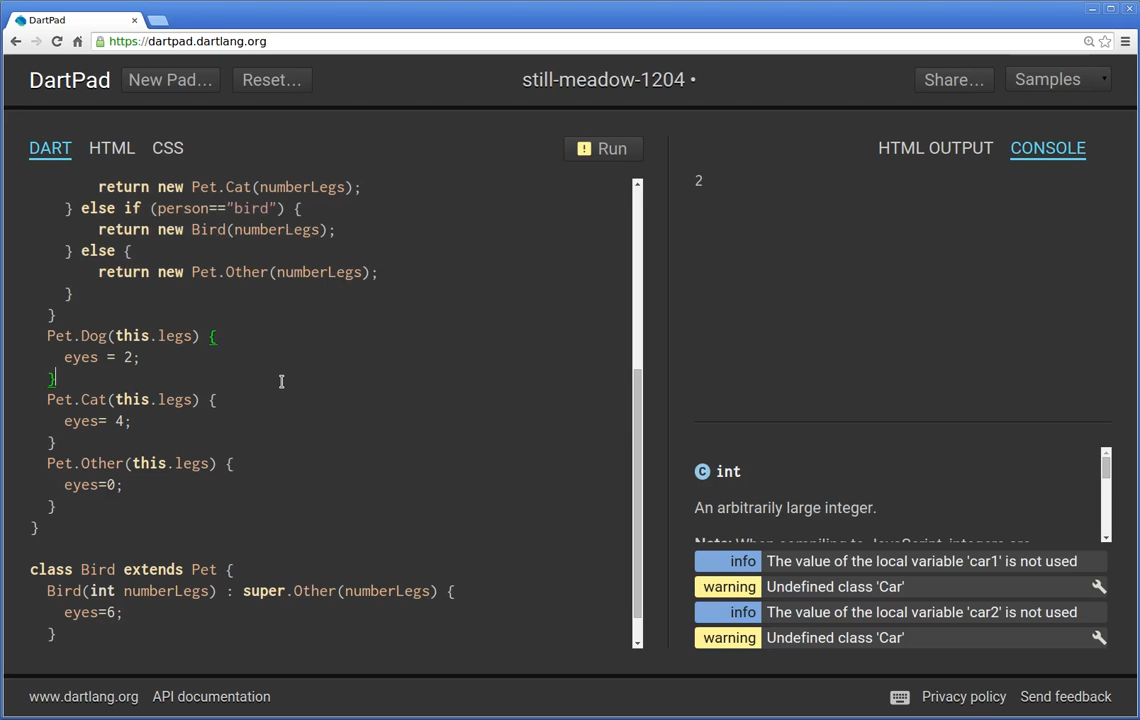 DartPad
https://dartpad.dartlang.org
DartPad New Pad... Reset... still-meadow-1204 • Share... Samples
DART HTML CSS ! Run HTML OUTPUT CONSOLE
return new Pet.Cat(numberLegs);
} else if (person=="bird") {
return new Bird(numberLegs);
} else {
return new Pet.Other(numberLegs);
}
}
Pet.Dog(this.legs) {
eyes = 2;
}
Pet.Cat(this.legs) {
eyes= 4;
}
Pet.Other(this.legs) {
eyes=0;
}
}
class Bird extends Pet {
Bird(int numberLegs) : super.Other(numberLegs) {
eyes=6;
}
2
C int
An arbitrarily large integer.
info The value of the local variable 'car1' is not used
warning Undefined class 'Car'
info The value of the local variable 'car2' is not used
warning Undefined class 'Car'
www.dartlang.org API documentation Privacy policy Send feedback